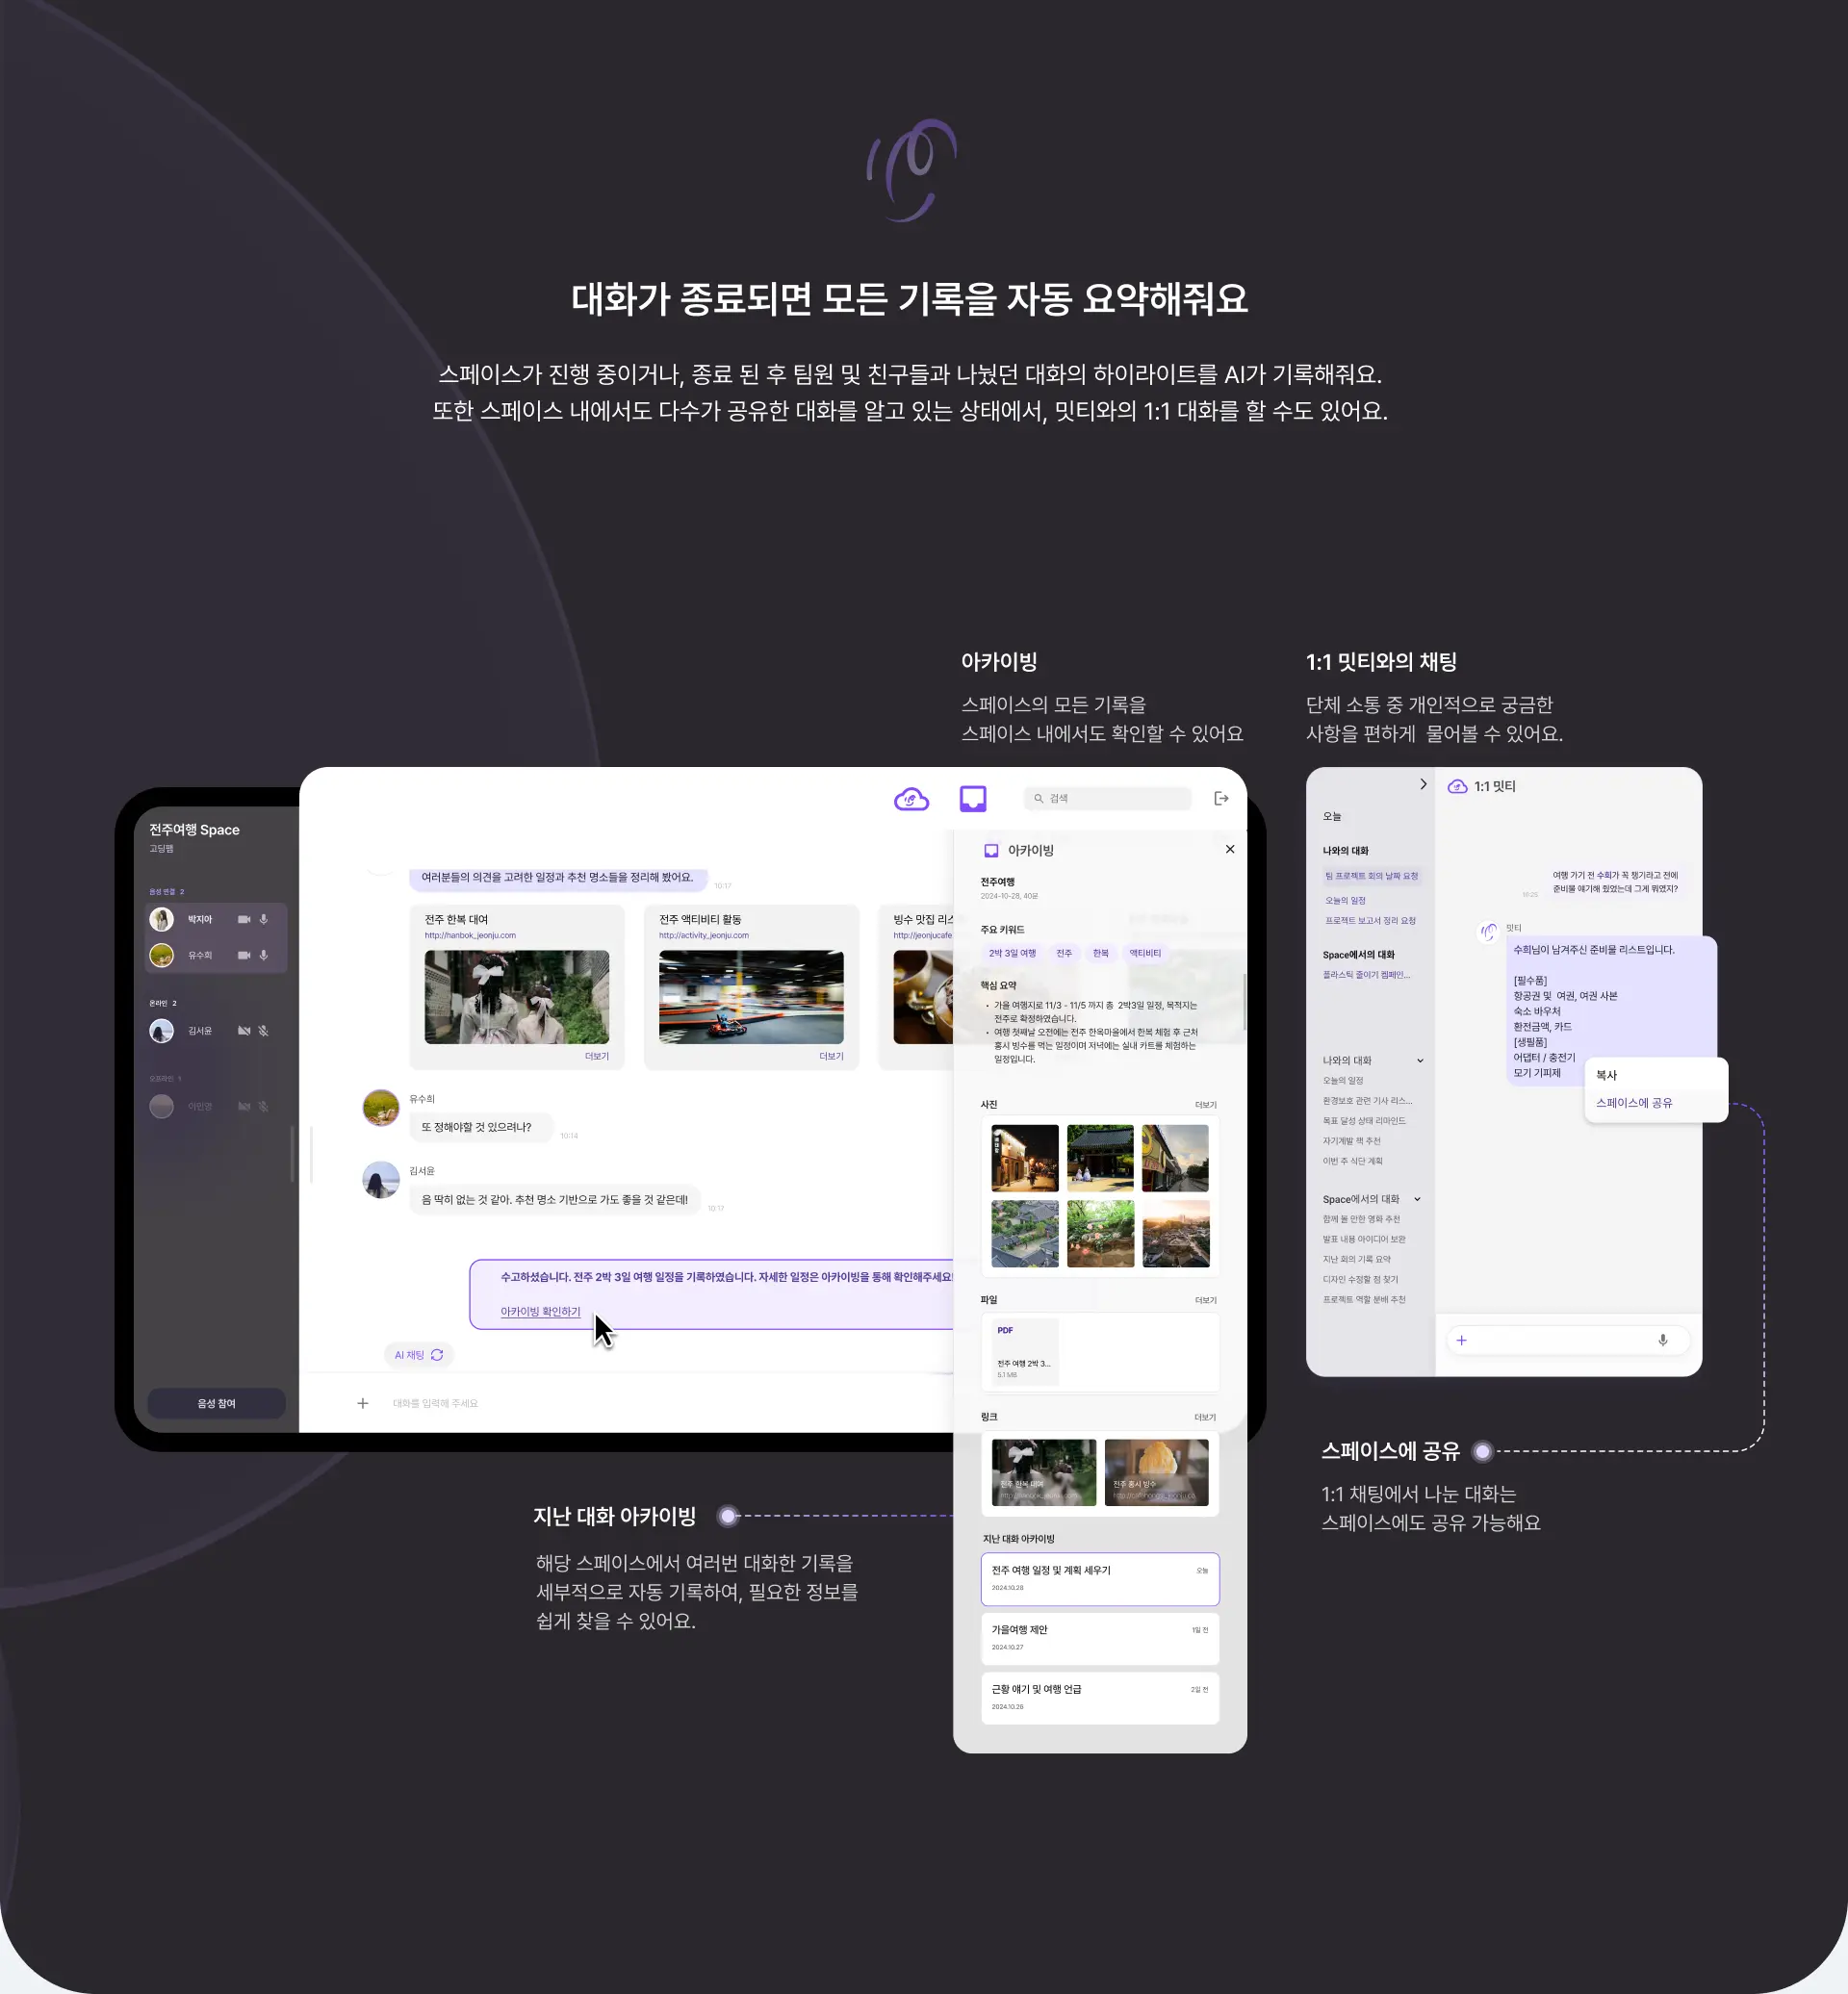 대화가 종료되면 모든 기록을 자동 요약해줘요
스페이스가 진행 중이거나, 종료 된 후 팀원 및 친구들과 나눴던 대화의 하이라이트를 AI가 기록해줘요.
또한 스페이스 내에서도 다수가 공유한 대화를 알고 있는 상태에서, 밋티와의 1:1 대화를 할 수도 있어요.
아카이빙
스페이스의 모든 기록을
스페이스 내에서도 확인할 수 있어요
1:1 밋티와의 채팅
단체 소통 중 개인적으로 궁금한
사항을 편하게 물어볼 수 있어요.
전주여행 Space
고딩팸
음성 연결 2
박지아
유수희
온라인 2
김서윤
오프라인 1
이민영
음성 참여
검색
여러분들의 의견을 고려한 일정과 추천 명소들을 정리해 봤어요.
10:17
전주 한복 대여
http://hanbok_jeonju.com
더보기
전주 액티비티 활동
http://activity_jeonju.com
더보기
빙수 맛집 리스
http://jeonjucafe
유수희
또 정해야할 것 있으려나?
10:14
김서윤
음 딱히 없는 것 같아. 추천 명소 기반으로 가도 좋을 것 같은데!
10:17
수고하셨습니다. 전주 2박 3일 여행 일정을 기록하였습니다. 자세한 일정은 아카이빙을 통해 확인해주세요!
아카이빙 확인하기
AI 채팅
대화를 입력해 주세요
아카이빙
전주여행
2024-10-28, 40분
주요 키워드
2박 3일 여행 전주 한복 액티비티
핵심 요약
• 가을 여행지로 11/3 - 11/5 까지 총 2박3일 일정, 목적지는
전주로 확정하였습니다.
• 여행 첫째날 오전에는 전주 한옥마을에서 한복 체험 후 근처
홍시 빙수를 먹는 일정이며 저녁에는 실내 카트를 체험하는
일정입니다.
사진 더보기
파일 더보기
PDF
전주 여행 2박 3...
5.1 MB
링크 더보기
전주 한복 대여
전주 홍시 빙수
지난 대화 아카이빙
전주 여행 일정 및 계획 세우기 오늘
2024.10.28
가을여행 제안 1일 전
2024.10.27
근황 얘기 및 여행 언급 2일 전
2024.10.26
오늘
나와의 대화
팀 프로젝트 회의 날짜 요청
오늘의 일정
프로젝트 보고서 정리 요청
Space에서의 대화
플라스틱 줄이기 캠페인...
나와의 대화
오늘의 일정
환경보호 관련 기사 리스...
목표 달성 상태 리마인드
자기계발 책 추천
이번 주 식단 계획
Space에서의 대화
함께 볼 만한 영화 추천
발표 내용 아이디어 보완
지난 회의 기록 요약
디자인 수정할 점 찾기
프로젝트 역할 분배 추천
1:1 밋티
여행 가기 전 수희가 꼭 챙기라고 전에
준비물 얘기해 줬었는데 그게 뭐였지?
10:25
밋티
수희님이 남겨주신 준비물 리스트입니다.
[필수품]
항공권 및 여권, 여권 사본
숙소 바우처
환전금액, 카드
[생필품]
어댑터 / 충전기
모기 기피제
복사
스페이스에 공유
스페이스에 공유
1:1 채팅에서 나눈 대화는
스페이스에도 공유 가능해요
지난 대화 아카이빙
해당 스페이스에서 여러번 대화한 기록을
세부적으로 자동 기록하여, 필요한 정보를
쉽게 찾을 수 있어요.